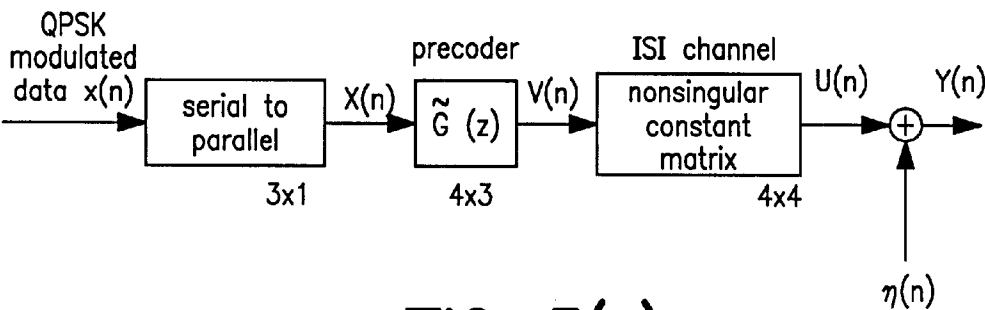 QPSK
modulated
data x(n)
serial to
parallel
3x1
X(n)
precoder
G̃ (z)
4x3
V(n)
ISI channel
nonsingular
constant
matrix
4x4
U(n)
+
Y(n)
η(n)